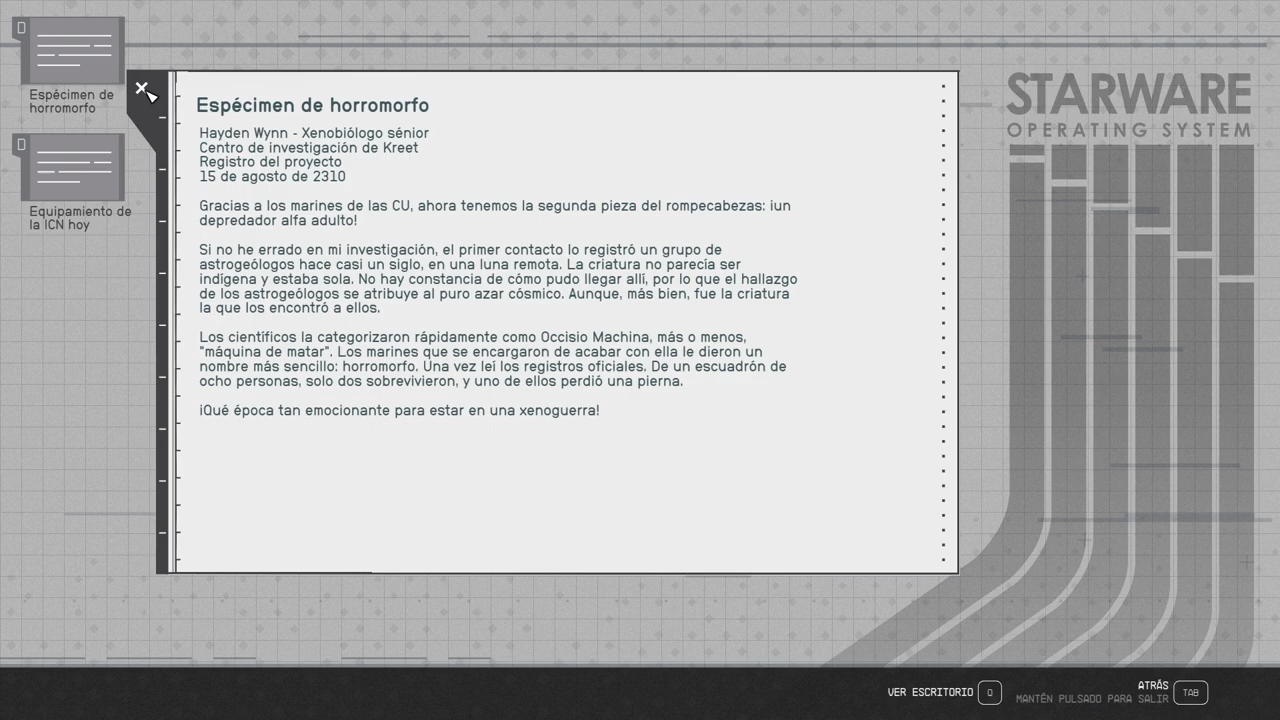 Espécimen de
horromorfo
Equipamiento de
la ICN hoy
Espécimen de horromorfo
Hayden Wynn - Xenobiólogo sénior
Centro de investigación de Kreet
Registro del proyecto
15 de agosto de 2310
Gracias a los marines de las CU, ahora tenemos la segunda pieza del rompecabezas: ¡un
depredador alfa adulto!
Si no he errado en mi investigación, el primer contacto lo registró un grupo de
astrogeólogos hace casi un siglo, en una luna remota. La criatura no parecía ser
indígena y estaba sola. No hay constancia de cómo pudo llegar allí, por lo que el hallazgo
de los astrogeólogos se atribuye al puro azar cósmico. Aunque, más bien, fue la criatura
la que los encontró a ellos.
Los científicos la categorizaron rápidamente como Occisio Machina, más o menos,
"máquina de matar". Los marines que se encargaron de acabar con ella le dieron un
nombre más sencillo: horromorfo. Una vez leí los registros oficiales. De un escuadrón de
ocho personas, solo dos sobrevivieron, y uno de ellos perdió una pierna.
¡Qué época tan emocionante para estar en una xenoguerra!
STARWARE
OPERATING SYSTEM
VER ESCRITORIO Q
ATRÁS
MANTÉN PULSADO PARA SALIR TAB